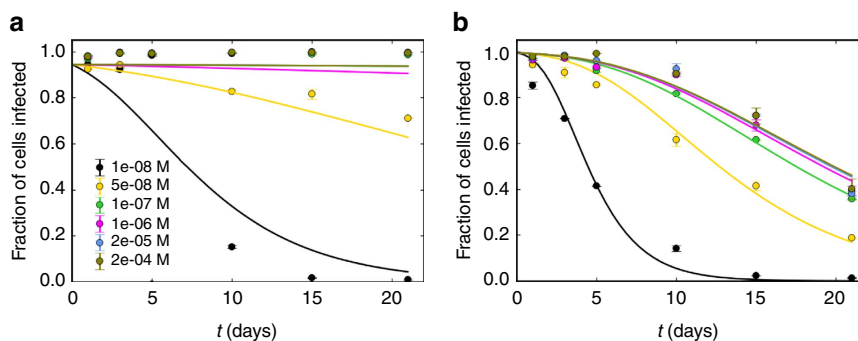 a
Fraction of cells infected
1.0
0.8
0.6
0.4
0.2
0.0
1e-08 M
5e-08 M
1e-07 M
1e-06 M
2e-05 M
2e-04 M
0 5 10 15 20
t (days)
b
Fraction of cells infected
1.0
0.8
0.6
0.4
0.2
0.0
0 5 10 15 20
t (days)